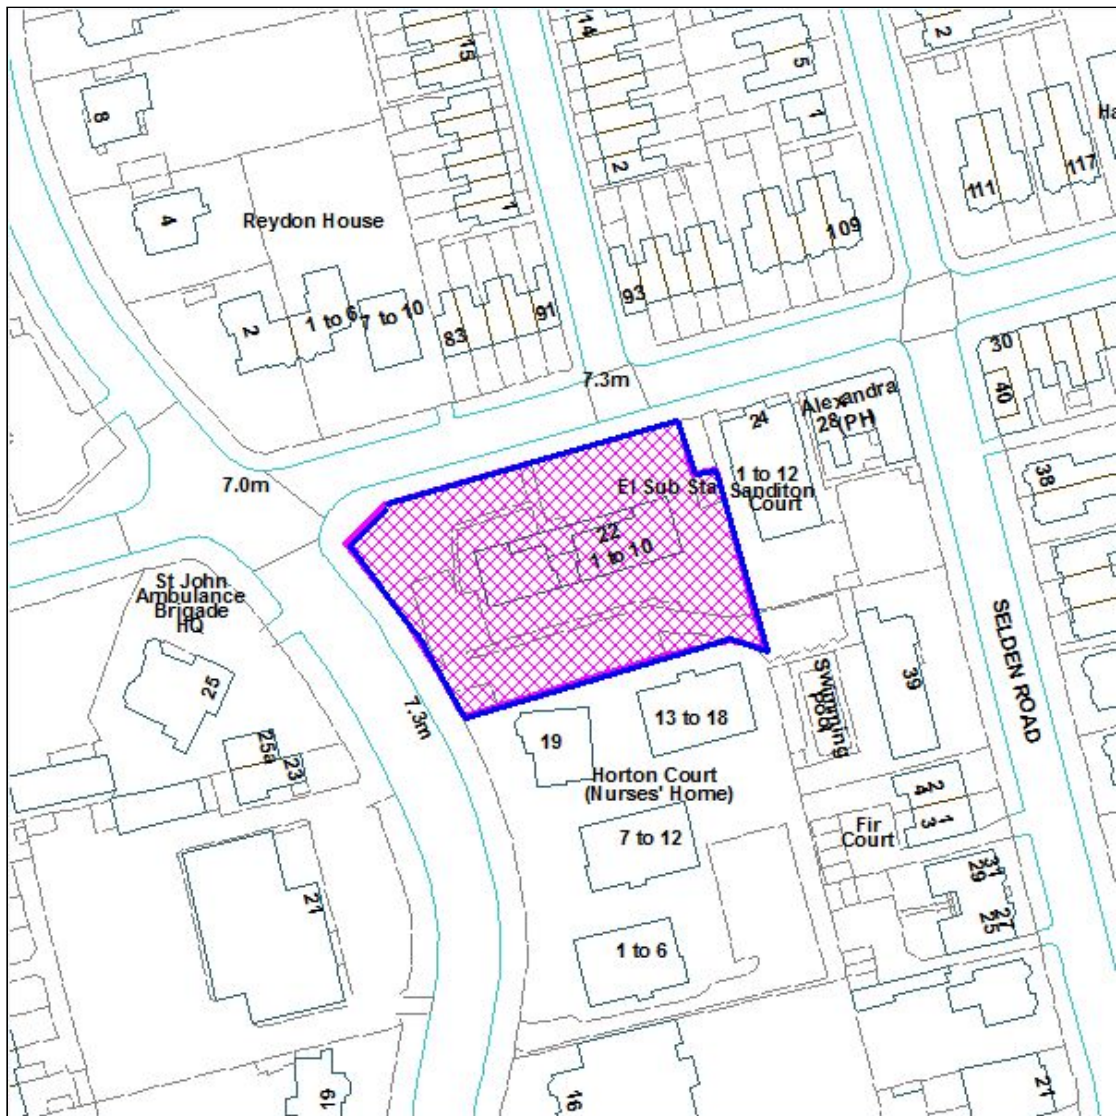 15
14
5
2
8
1
Ha
2
111
117
4
Reydon House
1
109
2
1 to 6
7 to 10
83
91
93
7.3m
30
40
24
Alexandra
28 (PH)
7.0m
El Sub Sta
1 to 12
Sanditon
Court
38
22
1 to 10
St John
Ambulance
Brigade
HQ
SELDEN ROAD
25
7.3m
19
13 to 18
Swimming
Pool
39
25a
23
Horton Court
(Nurses' Home)
2
4
1
3
Fir
Court
7 to 12
31
29
27
25
21
1 to 6
19
16
21